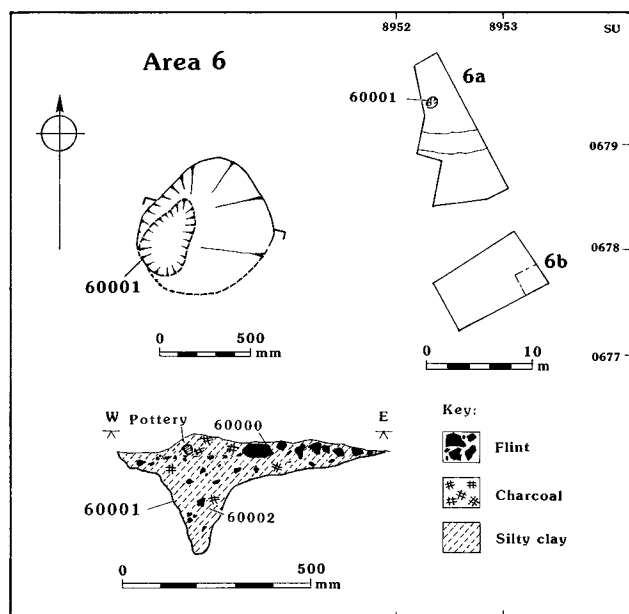 8952 8953 SU
Area 6
6a
60001
0679
0678
6b
60001
0 500
mm
0 10
m
0677
W Pottery 60000 E
Key:
Flint
60001
60002
Charcoal
Silty clay
0 500
mm